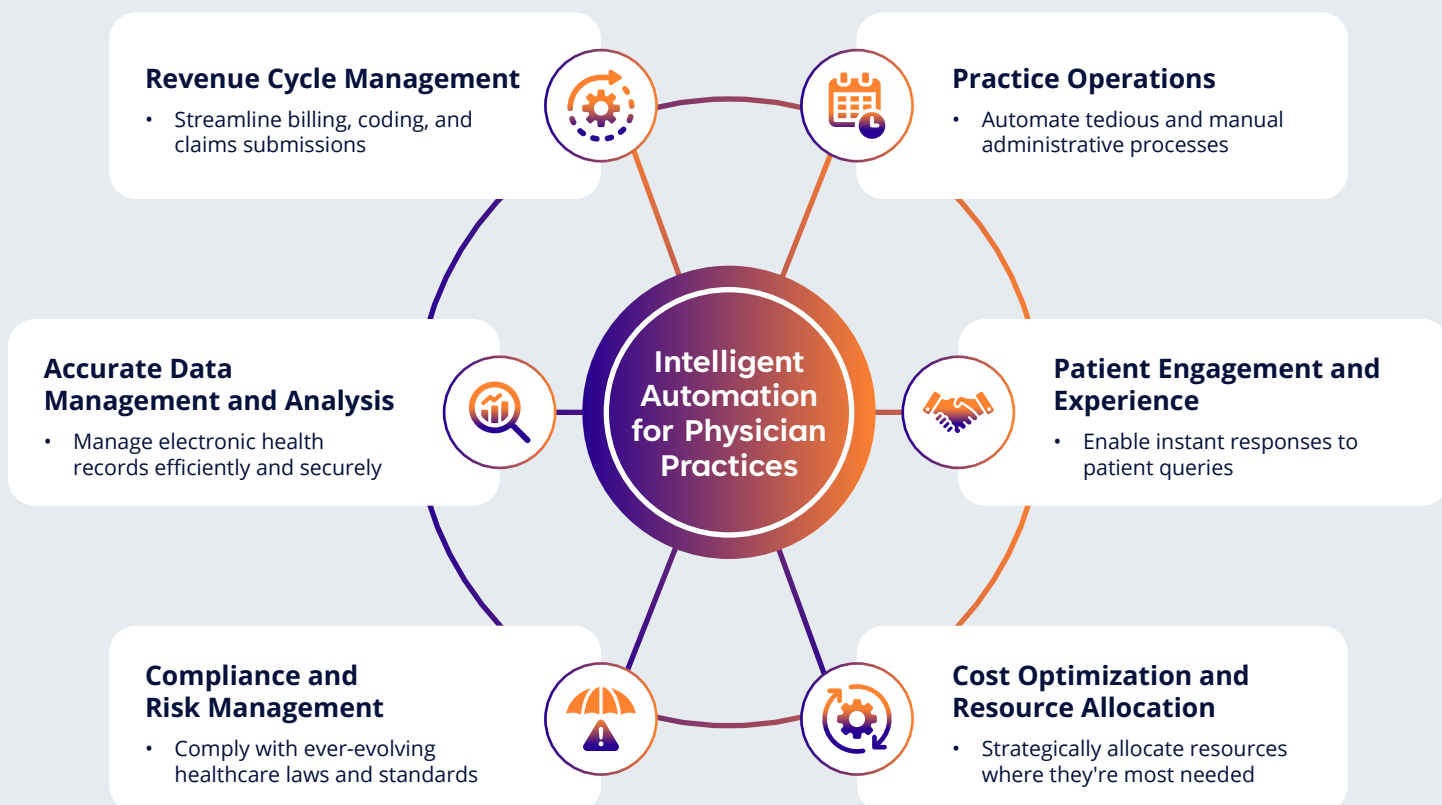 Revenue Cycle Management
• Streamline billing, coding, and
claims submissions
Practice Operations
• Automate tedious and manual
administrative processes
Accurate Data
Management and Analysis
• Manage electronic health
records efficiently and securely
Intelligent
Automation
for Physician
Practices
Patient Engagement and
Experience
• Enable instant responses to
patient queries
Compliance and
Risk Management
• Comply with ever-evolving
healthcare laws and standards
Cost Optimization and
Resource Allocation
• Strategically allocate resources
where they're most needed